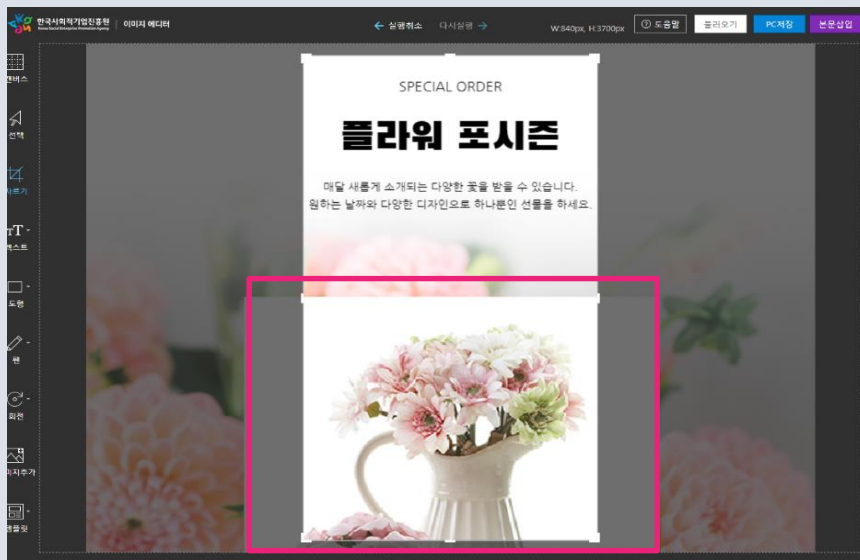 한국사회적기업진흥원 이미지 에디터
Korea Social Enterprise Promotion Agency
실행취소 다시실행
W:840px, H:3700px
도움말
불러오기
PC저장
본문삽입
캔버스
선택
자르기
텍스트
도형
펜
회전
이미지추가
템플릿
SPECIAL ORDER
플라워 포시즌
매달 새롭게 소개되는 다양한 꽃을 받을 수 있습니다.
원하는 날짜와 다양한 디자인으로 하나뿐인 선물을 하세요.